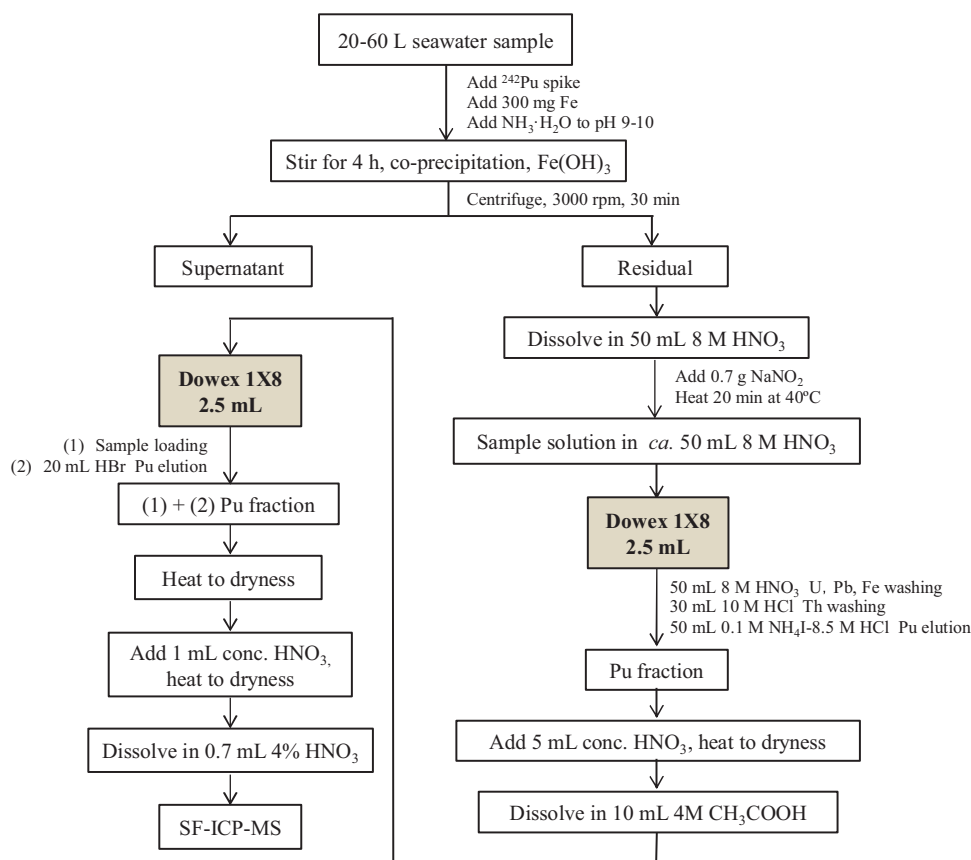 20-60 L seawater sample
Add ²⁴²Pu spike
Add 300 mg Fe
Add NH₃·H₂O to pH 9-10
Stir for 4 h, co-precipitation, Fe(OH)₃
Centrifuge, 3000 rpm, 30 min
Supernatant
Residual
Dissolve in 50 mL 8 M HNO₃
Add 0.7 g NaNO₂
Heat 20 min at 40ºC
Sample solution in ca. 50 mL 8 M HNO₃
Dowex 1X8
2.5 mL
50 mL 8 M HNO₃ U, Pb, Fe washing
30 mL 10 M HCl Th washing
50 mL 0.1 M NH₄I-8.5 M HCl Pu elution
Pu fraction
Add 5 mL conc. HNO₃, heat to dryness
Dissolve in 10 mL 4M CH₃COOH
Dowex 1X8
2.5 mL
(1) Sample loading
(2) 20 mL HBr Pu elution
(1) + (2) Pu fraction
Heat to dryness
Add 1 mL conc. HNO₃,
heat to dryness
Dissolve in 0.7 mL 4% HNO₃
SF-ICP-MS